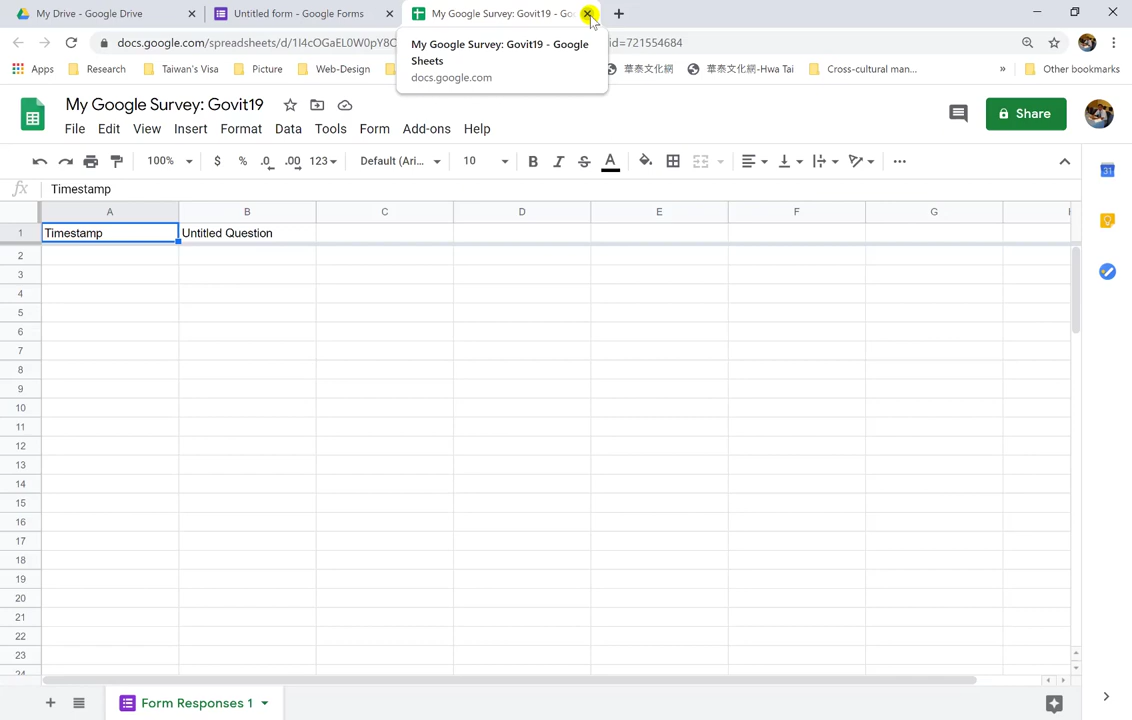 My Drive - Google Drive
Untitled form - Google Forms
My Google Survey: Govit19 - Go
docs.google.com/spreadsheets/d/1I4cOGaEL0W0pY8C
id=721554684
My Google Survey: Govit19 - Google
Sheets
docs.google.com
Apps
Research
Taiwan's Visa
Picture
Web-Design
華泰文化網
華泰文化網-Hwa Tai
Cross-cultural man...
»
Other bookmarks
My Google Survey: Govit19
Share
File Edit View Insert Format Data Tools Form Add-ons Help
100% $ % .0 .00 123 Default (Ari... 10 B I S A
31
fx Timestamp
A B C D E F G
1 Timestamp Untitled Question
2
3
4
5
6
7
8
9
10
11
12
13
14
15
16
17
18
19
20
21
22
23
24
Form Responses 1